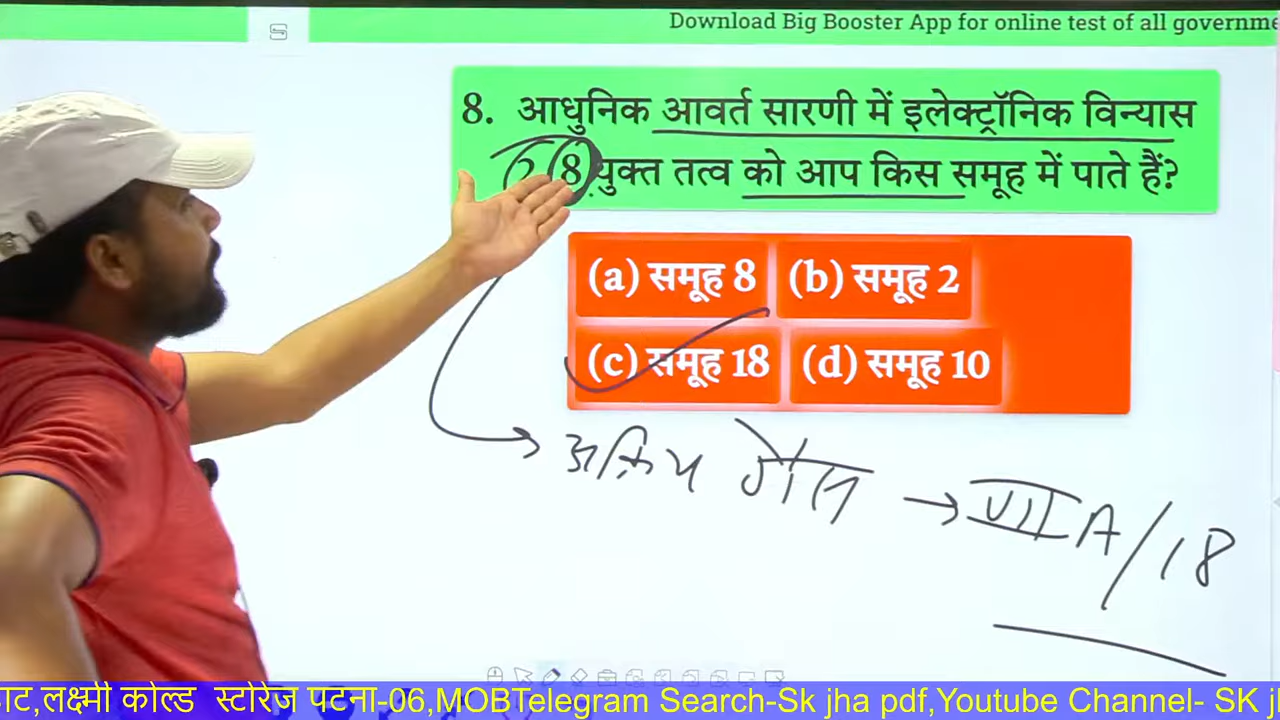 Download Big Booster App for online test of all governme
8. आधुनिक आवर्त सारणी में इलेक्ट्रॉनिक विन्यास
8 युक्त तत्व को आप किस समूह में पाते हैं?
(a) समूह 8 (b) समूह 2
(c) समूह 18 (d) समूह 10
अक्रिय गैस → VIII A/18
ाट,लक्ष्मी कोल्ड स्टोरेज पटना-06,MOBTelegram Search-Sk jha pdf,Youtube Channel- SK j